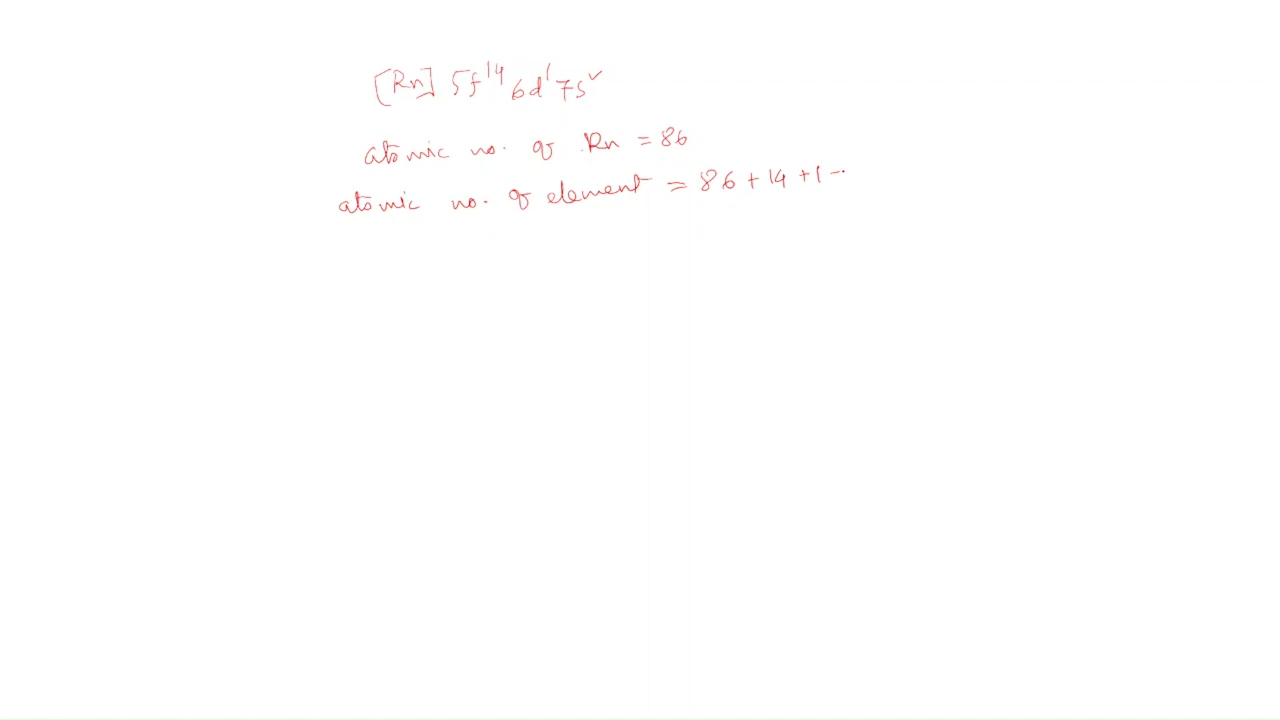 [Rn] 5f¹⁴ 6d¹ 7s²
atomic no. of Rn = 86
atomic no. of element = 86 + 14 + 1 -